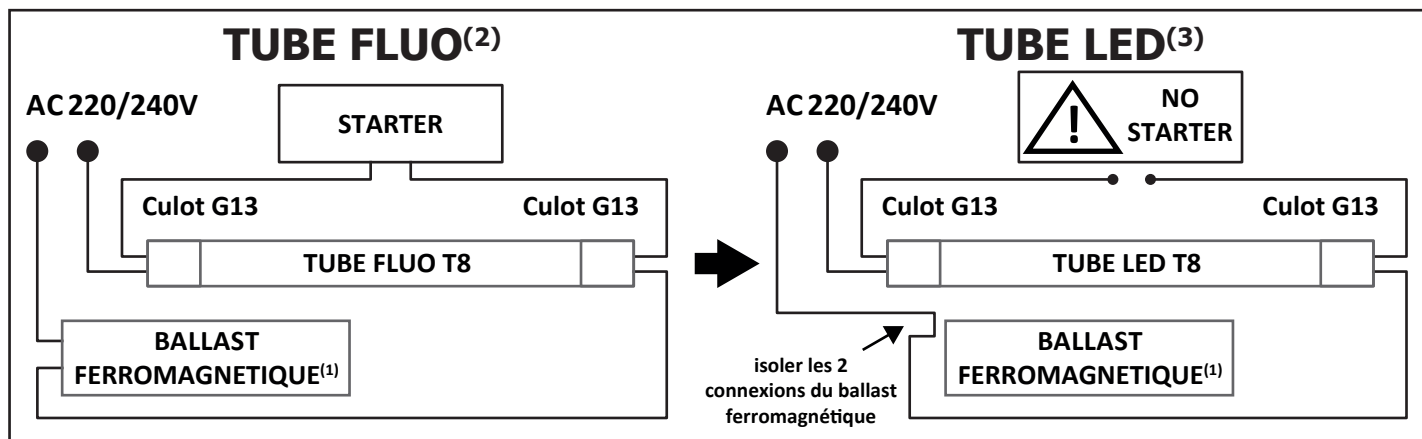 TUBE FLUO(2)
AC 220/240V
STARTER
Culot G13
Culot G13
TUBE FLUO T8
BALLAST
FERROMAGNETIQUE(1)
TUBE LED(3)
AC 220/240V
NO
STARTER
Culot G13
Culot G13
TUBE LED T8
isoler les 2
connexions du ballast
ferromagnétique
BALLAST
FERROMAGNETIQUE(1)